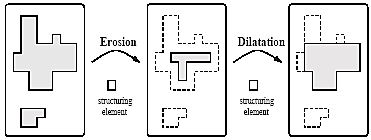 Erosion
structuring
element
Dilatation
structuring
element